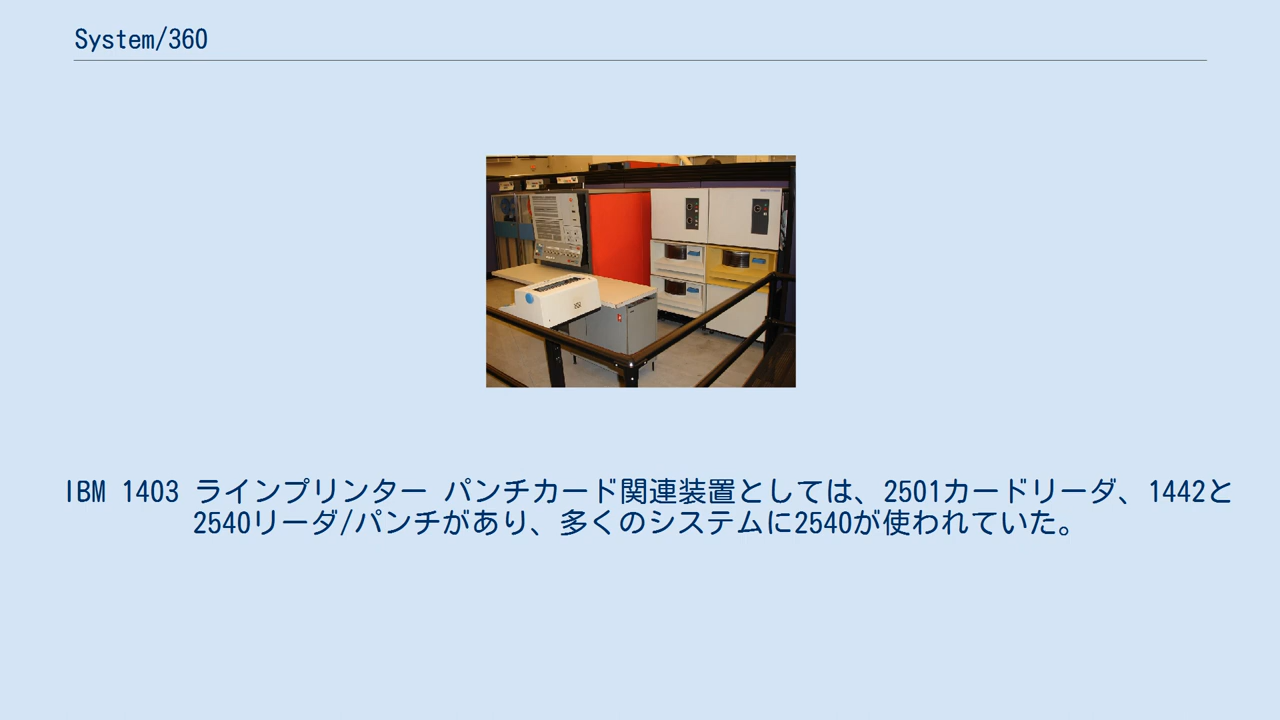 System/360
IBM 1403 ラインプリンター パンチカード関連装置としては、2501カードリーダ、1442と
2540リーダ/パンチがあり、多くのシステムに2540が使われていた。